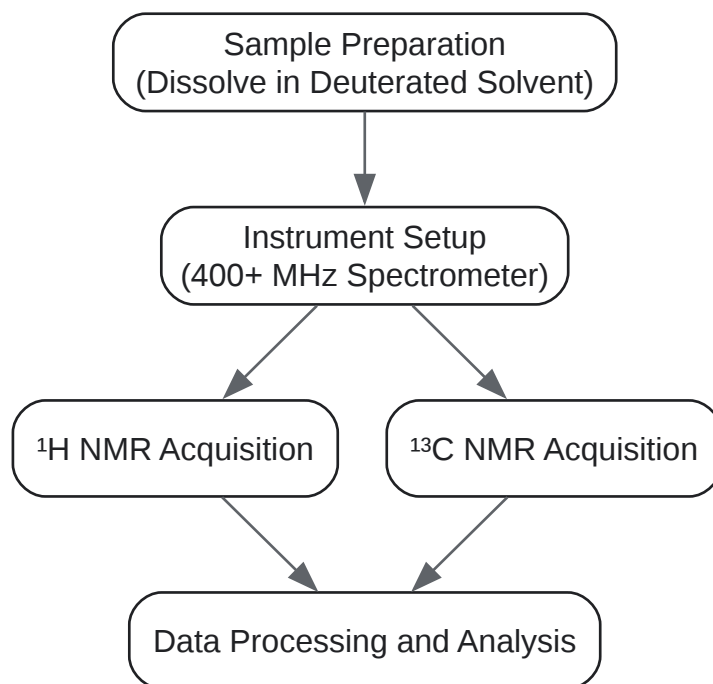 Sample Preparation
(Dissolve in Deuterated Solvent)
Instrument Setup
(400+ MHz Spectrometer)
¹H NMR Acquisition
¹³C NMR Acquisition
Data Processing and Analysis